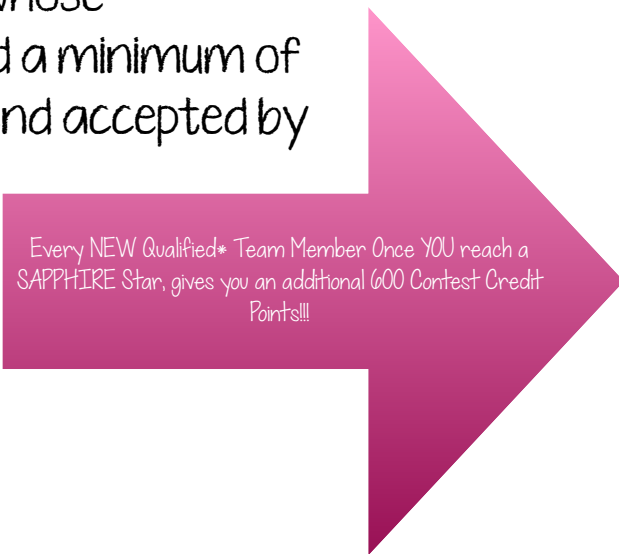 whose
d a minimum of
nd accepted by
Every NEW Qualified* Team Member Once YOU reach a
SAPPHIRE Star, gives you an additional 600 Contest Credit
Points!!!